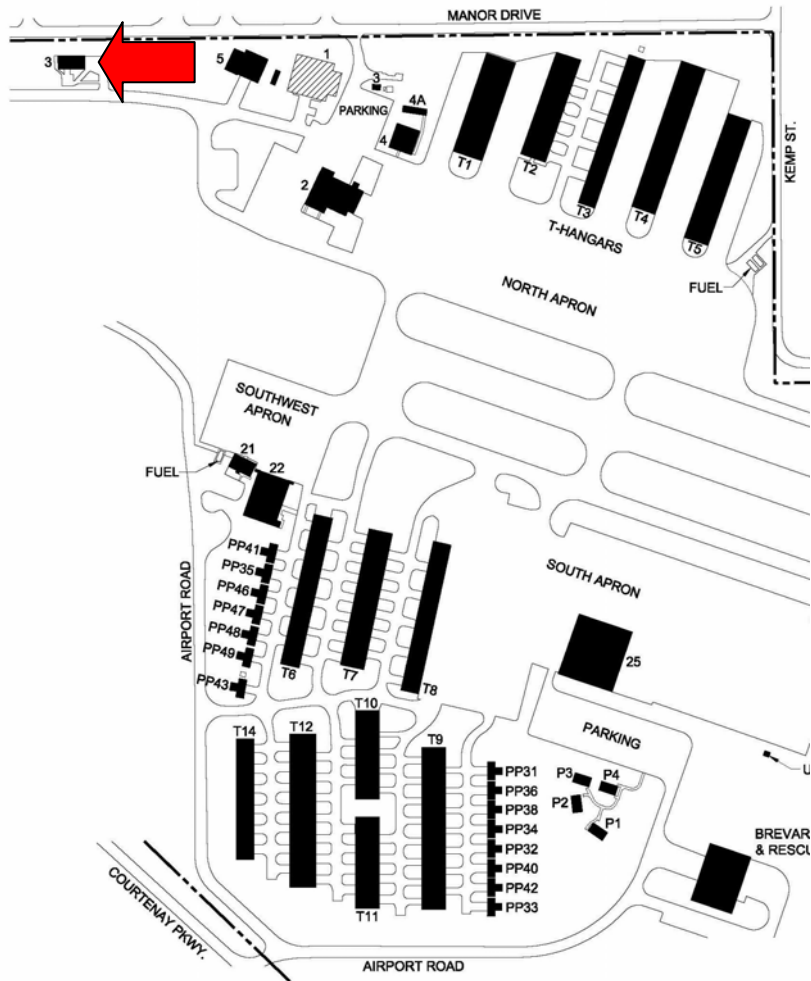 MANOR DRIVE
3
5
1
3
4A
PARKING
4
KEMP ST.
2
T1
T2
T3
T4
T5
T-HANGARS
FUEL
NORTH APRON
SOUTHWEST
APRON
21
FUEL
22
PP41
PP35
PP46
PP47
PP48
PP49
PP43
AIRPORT ROAD
SOUTH APRON
25
T6
T7
T8
T10
T14
T12
T9
PARKING
PP31
PP36
PP38
PP34
PP32
PP40
PP42
PP33
P3
P4
P2
P1
U
BREVAR
& RESCU
T11
COURTENAY PKWY.
AIRPORT ROAD